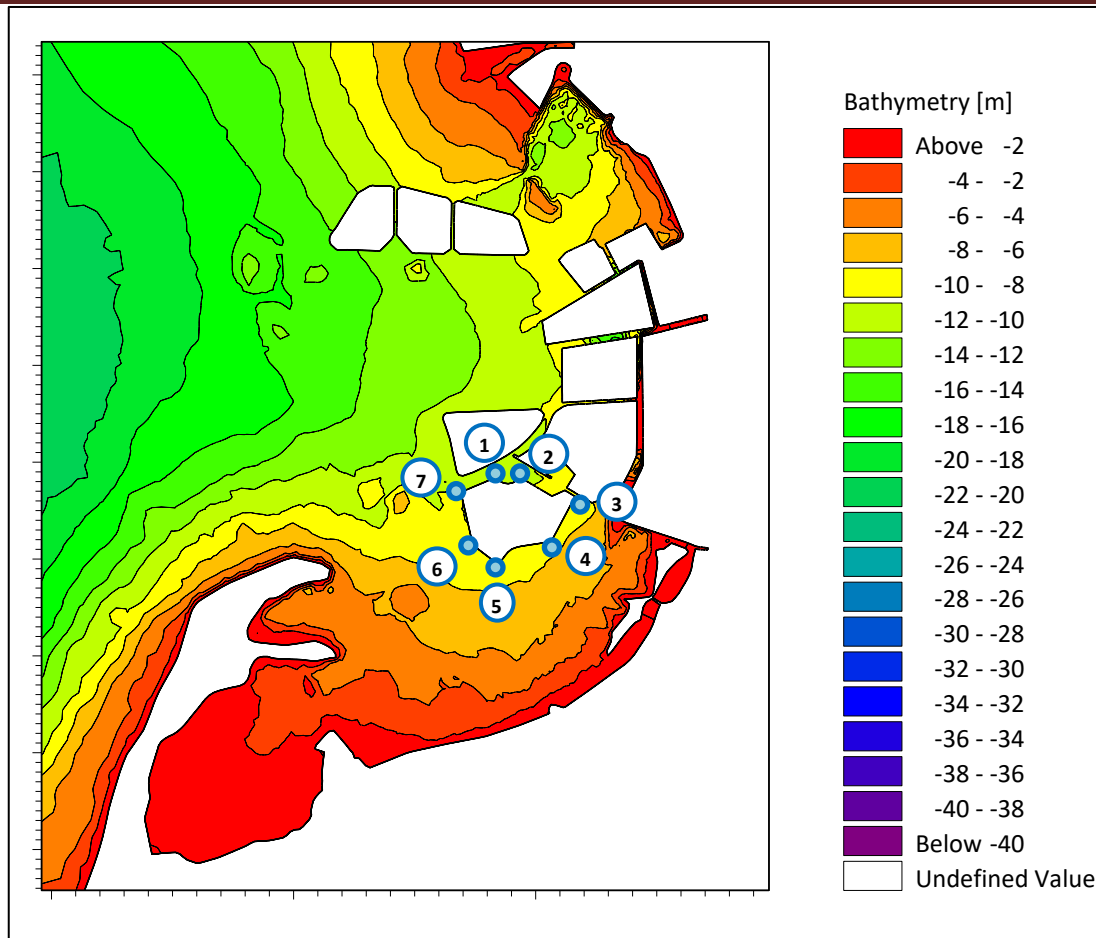 Bathymetry [m]
Above -2
-4 - -2
-6 - -4
-8 - -6
-10 - -8
-12 - -10
-14 - -12
-16 - -14
-18 - -16
-20 - -18
-22 - -20
-24 - -22
-26 - -24
-28 - -26
-30 - -28
-32 - -30
-34 - -32
-36 - -34
-38 - -36
-40 - -38
Below -40
Undefined Value
1
2
7
3
4
6
5